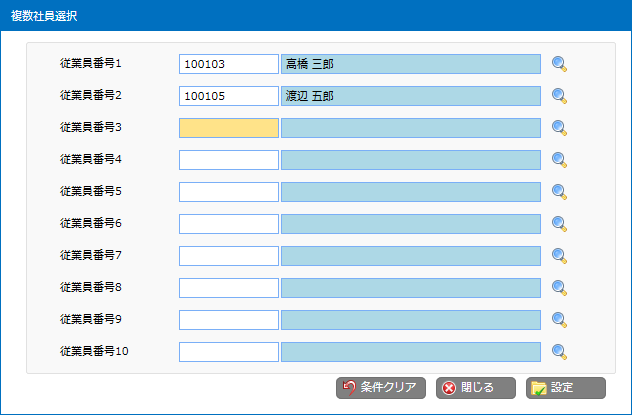 複数社員選択
従業員番号1 100103 高橋 三郎
従業員番号2 100105 渡辺 五郎
従業員番号3
従業員番号4
従業員番号5
従業員番号6
従業員番号7
従業員番号8
従業員番号9
従業員番号10
条件クリア 閉じる 設定